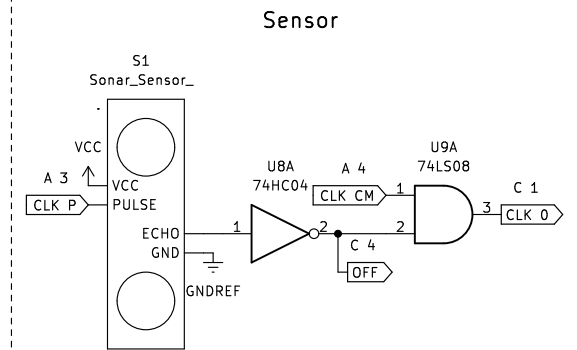 Sensor
S1
Sonar_Sensor_
VCC
A 3
CLK P
VCC
PULSE
ECHO
GND
GNDREF
U8A
74HC04
1
2
A 4
CLK CM
C 4
OFF
U9A
74LS08
1
2
3
C 1
CLK O